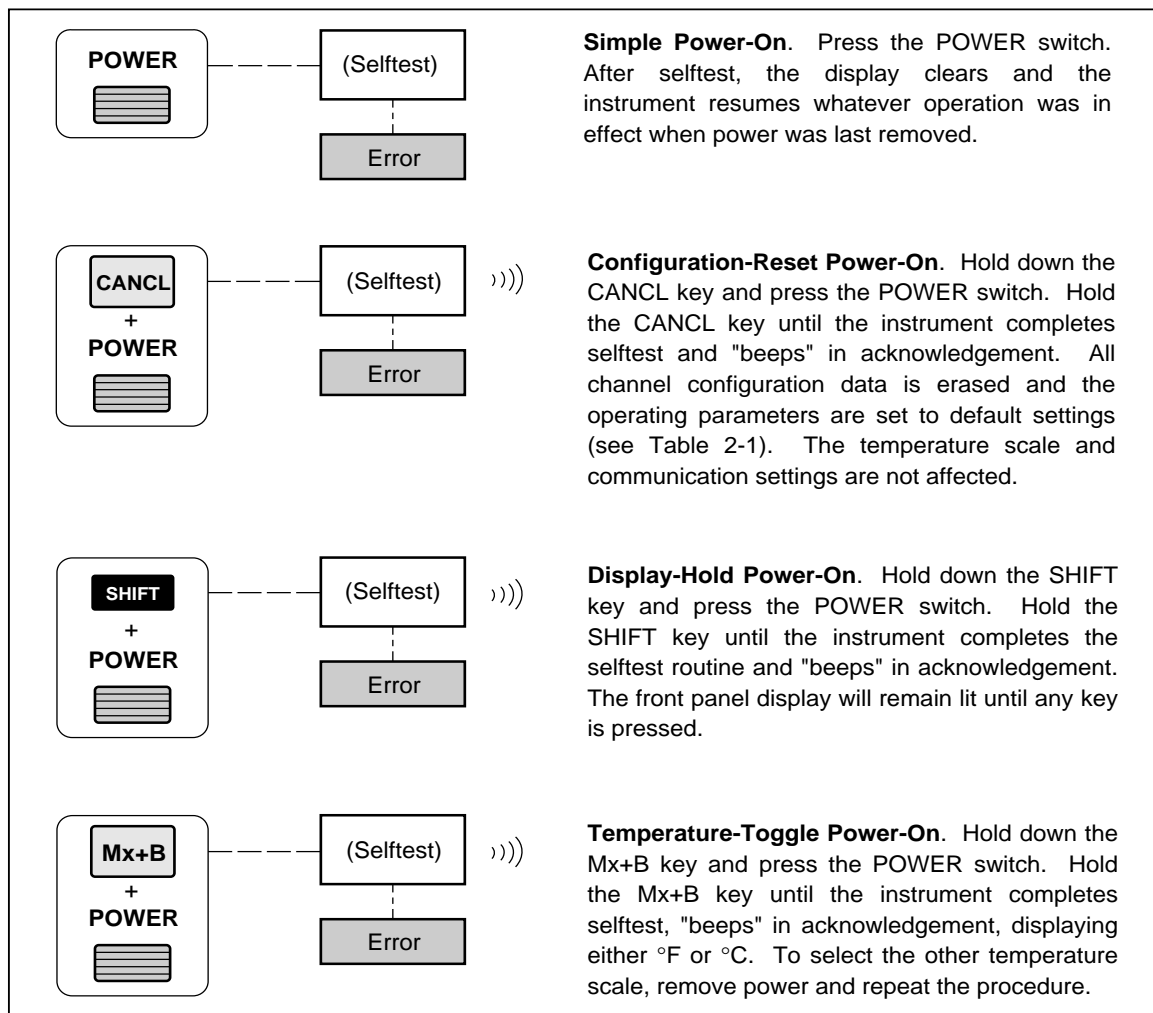 POWER
(Selftest)
Error
Simple Power-On. Press the POWER switch.
After selftest, the display clears and the
instrument resumes whatever operation was in
effect when power was last removed.
CANCL
+
POWER
(Selftest)
Error
Configuration-Reset Power-On. Hold down the
CANCL key and press the POWER switch. Hold
the CANCL key until the instrument completes
selftest and "beeps" in acknowledgement. All
channel configuration data is erased and the
operating parameters are set to default settings
(see Table 2-1). The temperature scale and
communication settings are not affected.
SHIFT
+
POWER
(Selftest)
Error
Display-Hold Power-On. Hold down the SHIFT
key and press the POWER switch. Hold the
SHIFT key until the instrument completes the
selftest routine and "beeps" in acknowledgement.
The front panel display will remain lit until any key
is pressed.
Mx+B
+
POWER
(Selftest)
Error
Temperature-Toggle Power-On. Hold down the
Mx+B key and press the POWER switch. Hold
the Mx+B key until the instrument completes
selftest, "beeps" in acknowledgement, displaying
either °F or °C. To select the other temperature
scale, remove power and repeat the procedure.